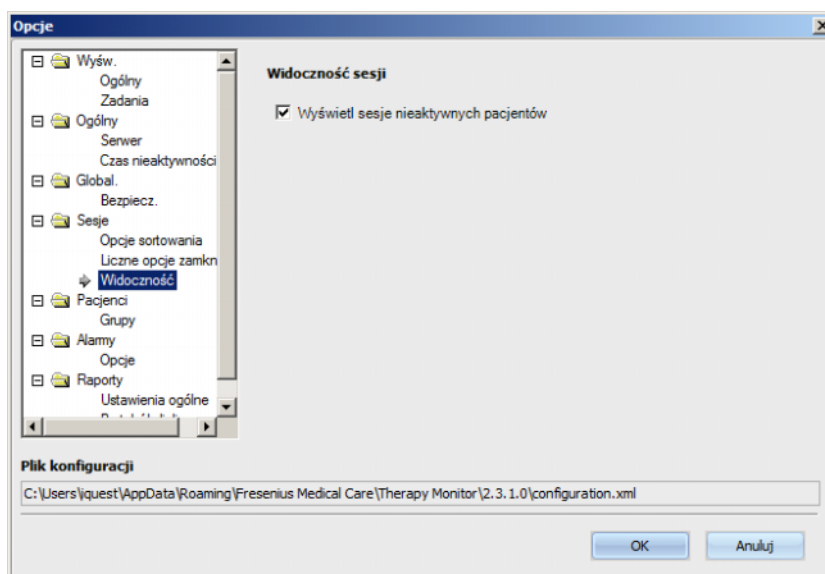 Opcje
Wyśw.
Ogólny
Zadania
Ogólny
Serwer
Czas nieaktywności
Global.
Bezpiecz.
Sesje
Opcje sortowania
Liczne opcje zamkn
Widoczność
Pacjenci
Grupy
Alarmy
Opcje
Raporty
Ustawienia ogólne
Widoczność sesji
Wyświetl sesje nieaktywnych pacjentów
Plik konfiguracji
C:\Users\iquest\AppData\Roaming\Fresenius Medical Care\Therapy Monitor\2.3.1.0\configuration.xml
OK
Anuluj